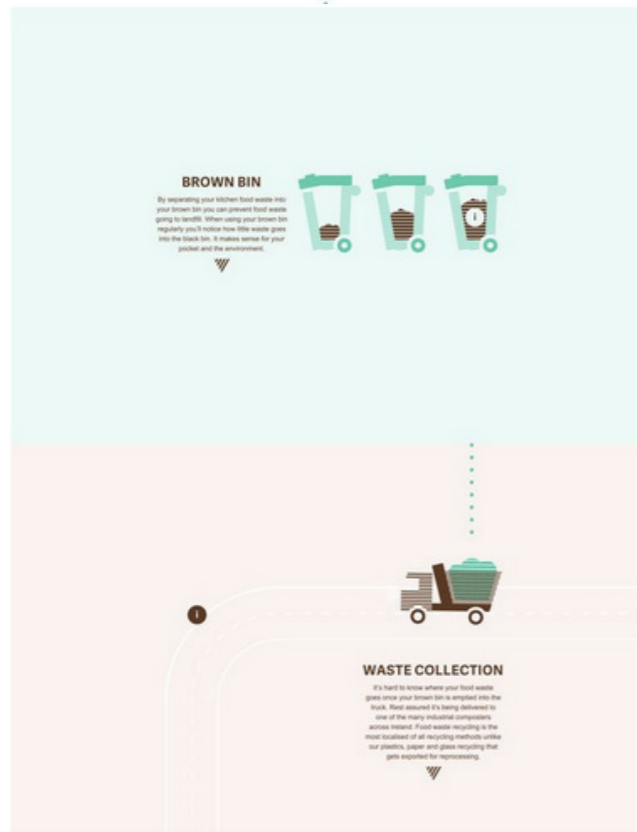 BROWN BIN
By separating your kitchen food waste into
your brown bin you can prevent food waste
going to landfill. When using your brown bin
regularly you'll notice how little waste goes
into the black bin. It makes sense for your
pocket and the environment.
i
i
WASTE COLLECTION
It's hard to know where your food waste
goes once your brown bin is emptied into the
truck. Rest assured it's being delivered to
one of the many industrial composters
across Ireland. Food waste recycling is the
most localised of all recycling methods unlike
our plastics, paper and glass recycling that
gets exported for reprocessing.